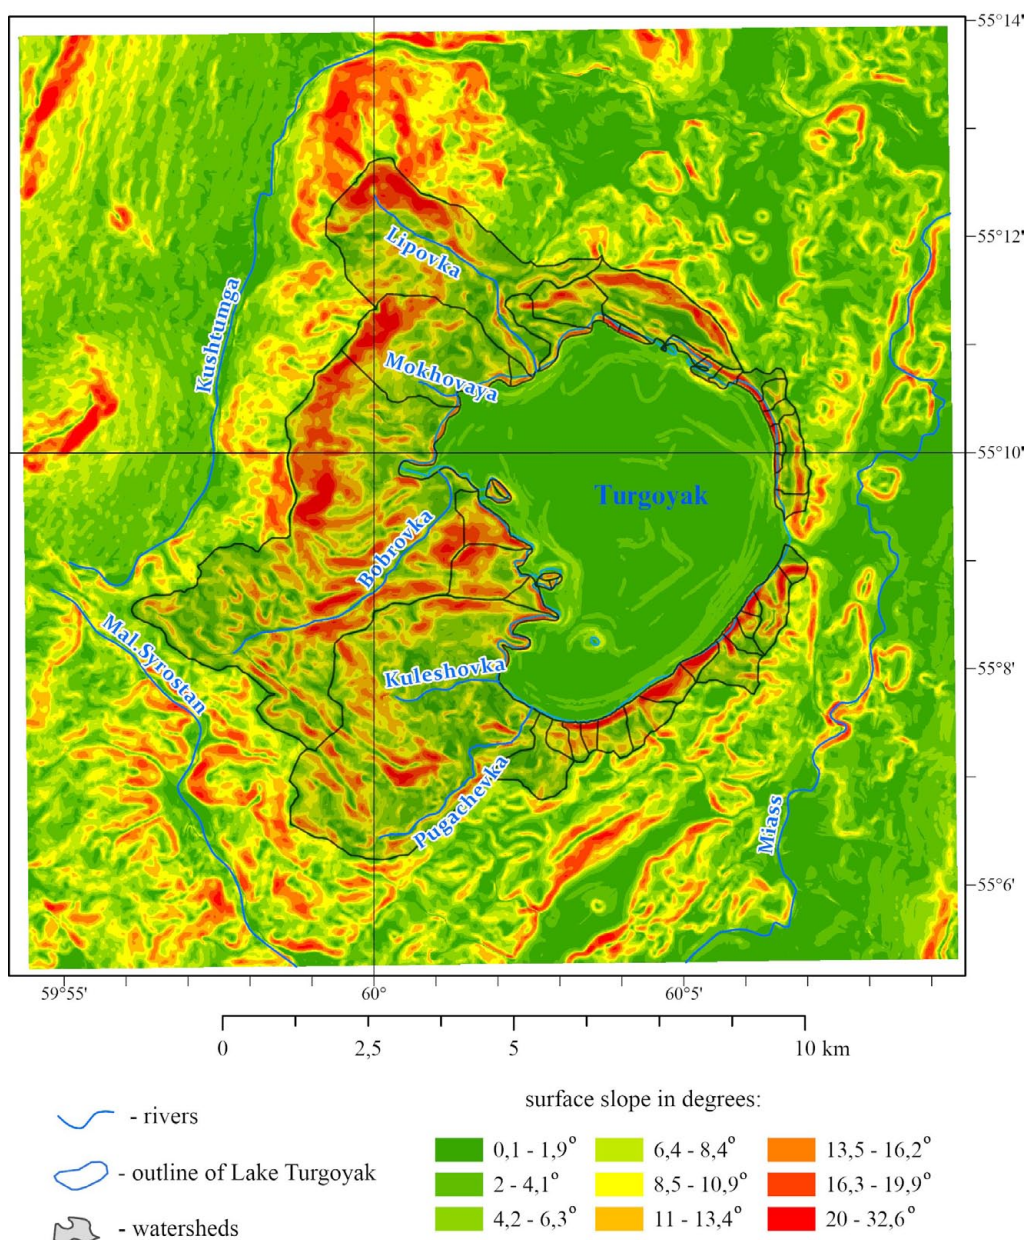 55°14'
Lipovka
55°12'
Kushtumga
Mokhovaya
55°10'
Turgoyak
Bobrovka
Mal.Syrostan
Kuleshovka
55°8'
Pugachevka
Miass
55°6'
59°55' 60° 60°5'
0 2,5 5 10 km
surface slope in degrees:
- rivers
0,1 - 1,9° 6,4 - 8,4° 13,5 - 16,2°
- outline of Lake Turgoyak
2 - 4,1° 8,5 - 10,9° 16,3 - 19,9°
4,2 - 6,3° 11 - 13,4° 20 - 32,6°
- watersheds